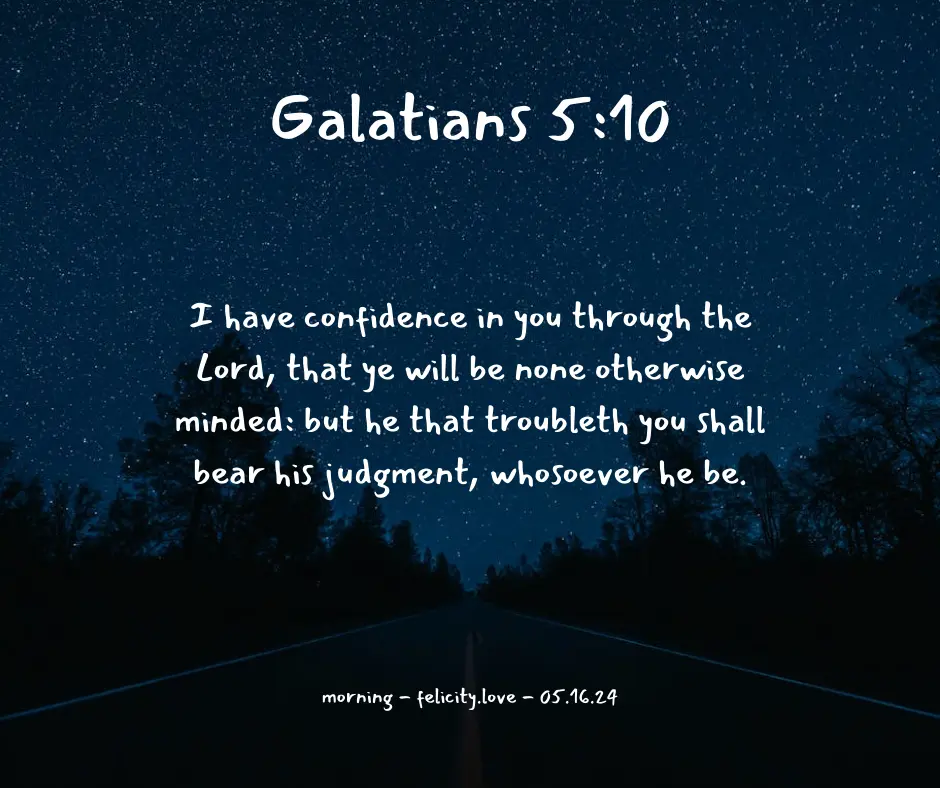 Galatians 5:10
I have confidence in you through the
Lord, that ye will be none otherwise
minded: but he that troubleth you shall
bear his judgment, whosoever he be.
morning - felicity.love - 05.16.24